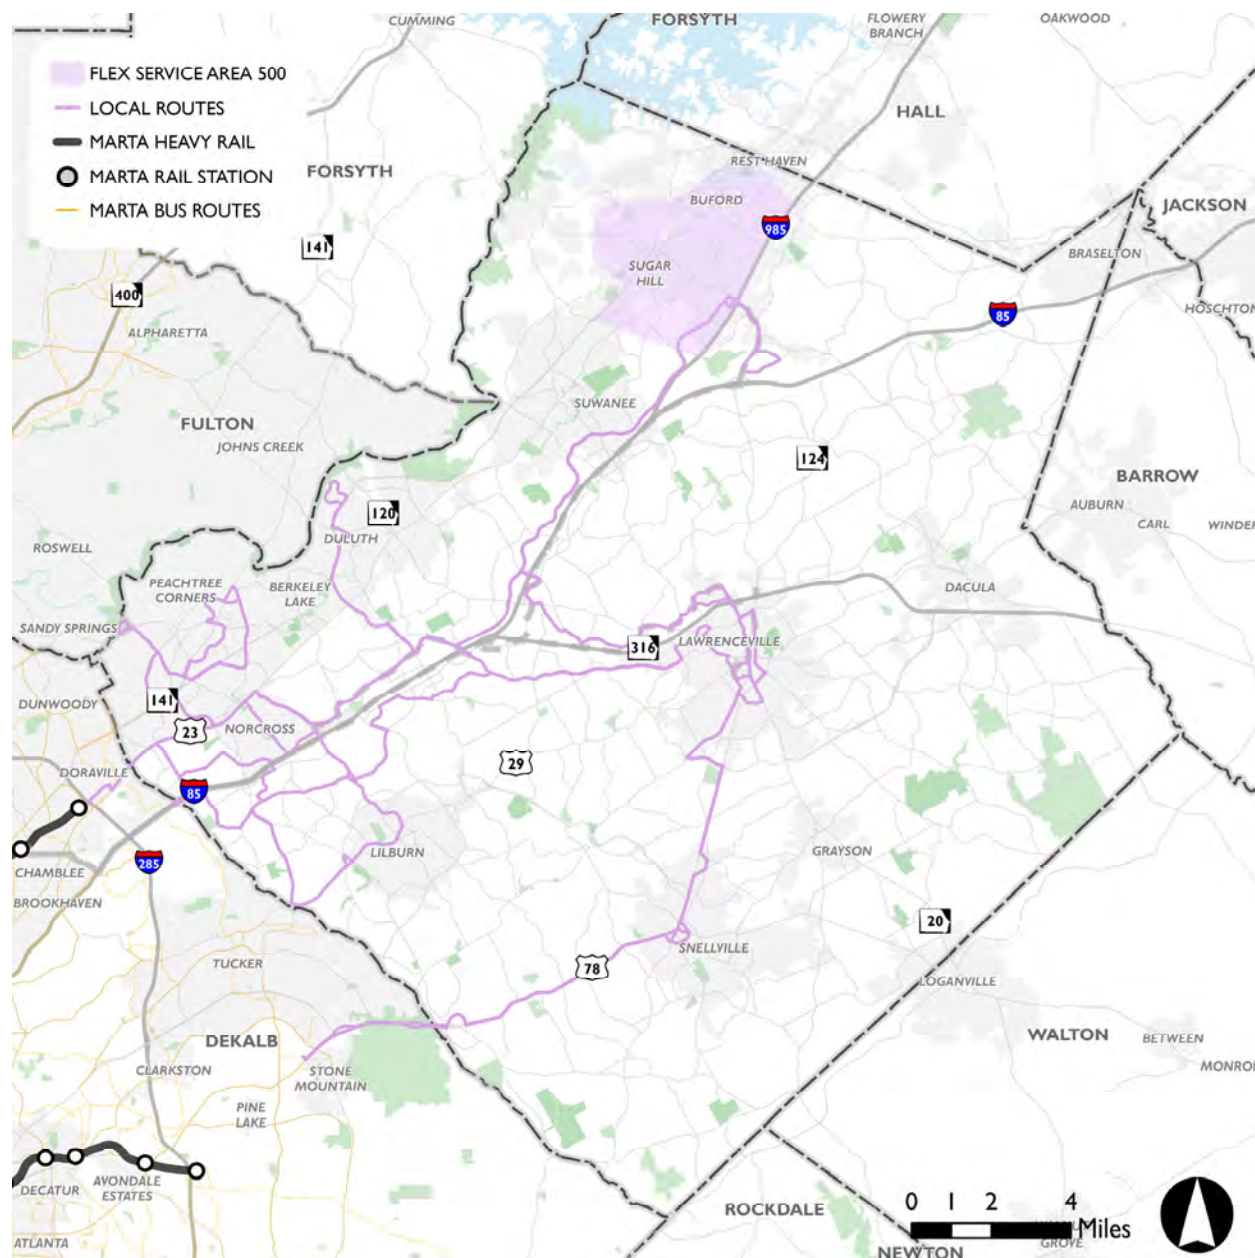 CUMMING
FORSYTH
FLOWERY
BRANCH
OAKWOOD
FLEX SERVICE AREA 500
LOCAL ROUTES
MARTA HEAVY RAIL
MARTA RAIL STATION
MARTA BUS ROUTES
HALL
FORSYTH
REST HAVEN
BUFORD
JACKSON
985
141
BRASELTON
SUGAR
HILL
400
HOSCHTON
85
ALPHARETTA
SUWANEE
FULTON
JOHNS CREEK
124
BARROW
AUBURN
CARL
WINDER
120
DULUTH
ROSWELL
PEACHTREE
CORNERS
BERKELEY
LAKE
DACULA
SANDY SPRINGS
316
LAWRENCEVILLE
DUNWOODY
141
23
NORCROSS
29
DORAVILLE
85
285
LILBURN
GRAYSON
CHAMBLEE
BROOKHAVEN
20
SNELLVILLE
TUCKER
78
LOGANVILLE
DEKALB
WALTON
BETWEEN
CLARKSTON
STONE
MOUNTAIN
MONRO
PINE
LAKE
DECATUR
AVONDALE
ESTATES
ROCKDALE
0 1 2 4
Miles
GROVE
ATLANTA
NEWTON